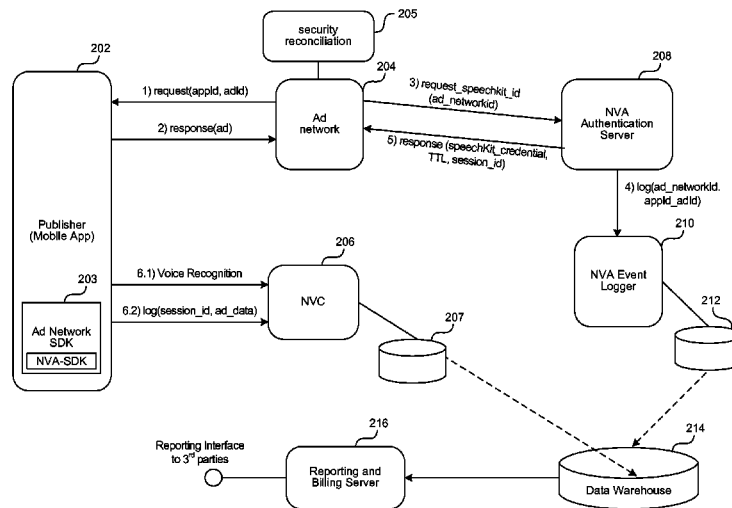 205
security
reconciliation
202
204
208
1) request(appId, adId)
Ad
network
3) request_speechkit_id
(ad_networkid)
NVA
Authentication
Server
2) response(ad)
5) response (speechKit_credential,
TTL, session_id)
4) log(ad_networkId.
appId_adId)
Publisher
(Mobile App)
206
210
6.1) Voice Recognition
NVC
NVA Event
Logger
203
6.2) log(session_id, ad_data)
207
212
Ad Network
SDK
NVA-SDK
216
214
Reporting Interface
to 3rd parties
Reporting and
Billing Server
Data Warehouse